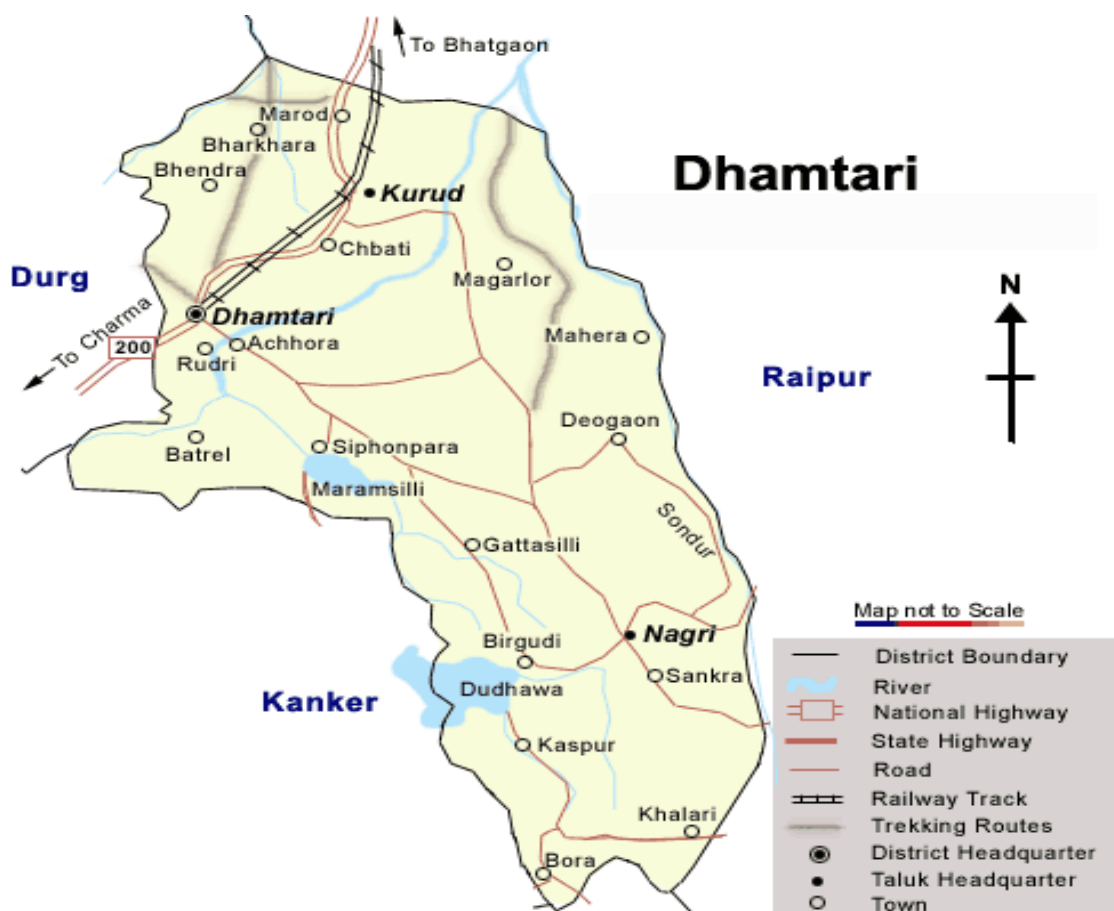 To Bhatgaon
Marod
Bharkhara
Bhendra
Dhamtari
Kurud
Chbati
Durg
Magarlor
N
To Charma
Dhamtari
200
Achhora
Mahera
Rudri
Raipur
Deogaon
Batrel
Siphonpara
Maramsilli
Sondur
Gattasilli
Map not to Scale
Birgudi
Nagri
District Boundary
Sankra
River
Dudhawa
Kanker
National Highway
Kaspur
State Highway
Road
Railway Track
Khalari
Trekking Routes
District Headquarter
Bora
Taluk Headquarter
Town